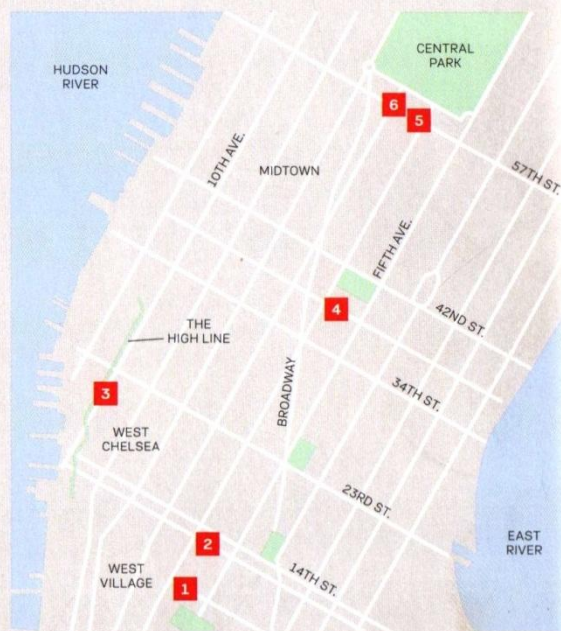 HUDSON
RIVER
CENTRAL
PARK
6
5
10TH AVE.
MIDTOWN
57TH ST.
FIFTH AVE.
4
42ND ST.
THE
HIGH LINE
BROADWAY
34TH ST.
3
WEST
CHELSEA
23RD ST.
2
EAST
RIVER
WEST
VILLAGE
14TH ST.
1